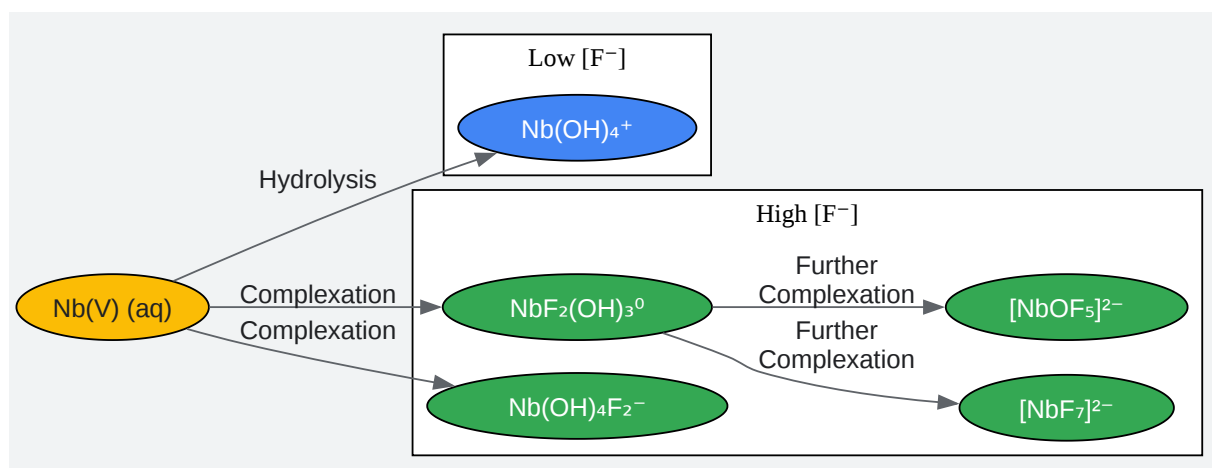 Low [F⁻]
Nb(OH)₄⁺
Hydrolysis
High [F⁻]
Nb(V) (aq)
Complexation
Complexation
NbF₂(OH)₃⁰
Further
Complexation
Further
Complexation
[NbOF₅]²⁻
Nb(OH)₄F₂⁻
[NbF₇]²⁻